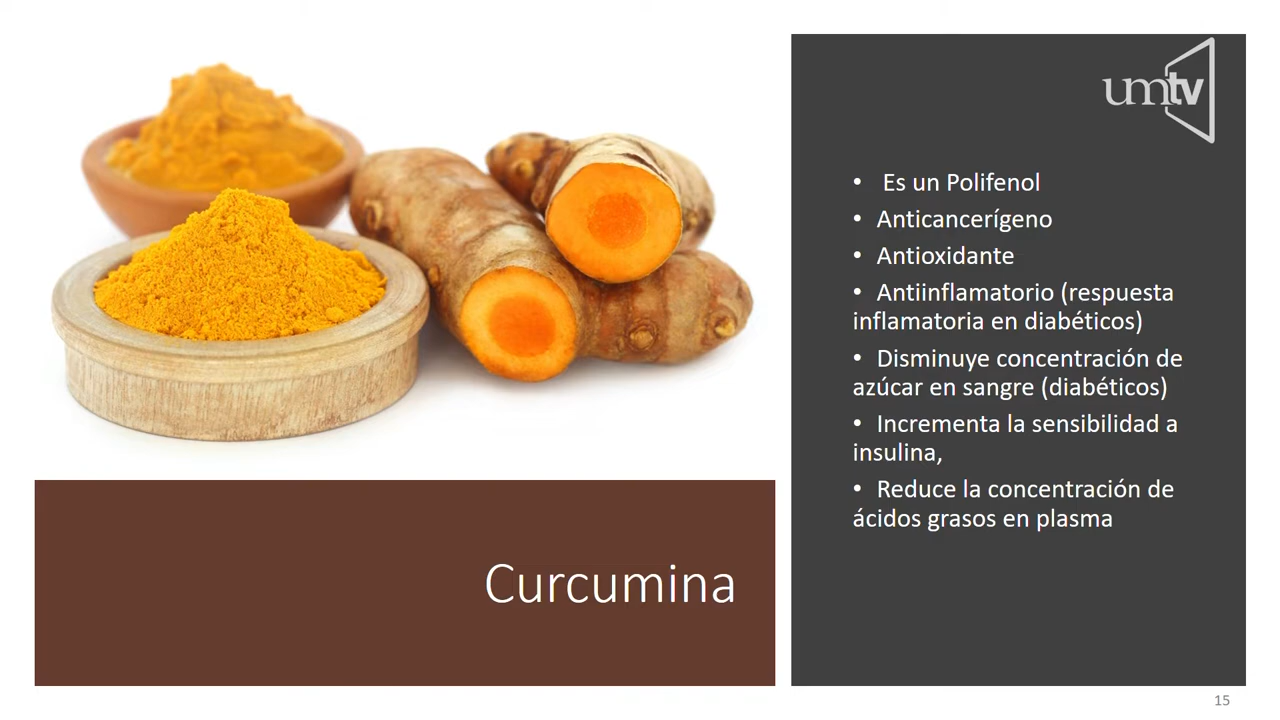 umtv
• Es un Polifenol
• Anticancerígeno
• Antioxidante
• Antiinflamatorio (respuesta
inflamatoria en diabéticos)
• Disminuye concentración de
azúcar en sangre (diabéticos)
• Incrementa la sensibilidad a
insulina,
• Reduce la concentración de
ácidos grasos en plasma
Curcumina
15